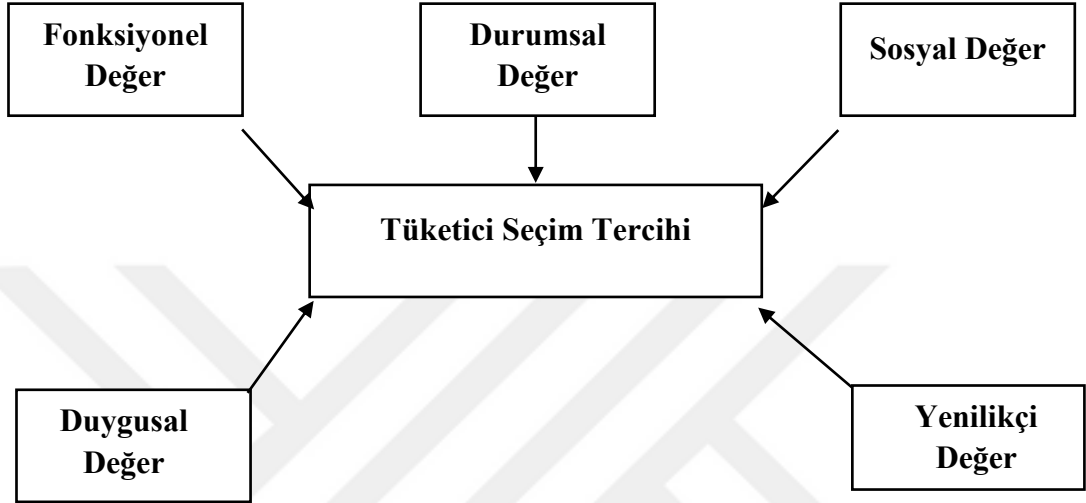 Fonksiyonel
Değer
Durumsal
Değer
Sosyal Değer
Tüketici Seçim Tercihi
Duygusal
Değer
Yenilikçi
Değer